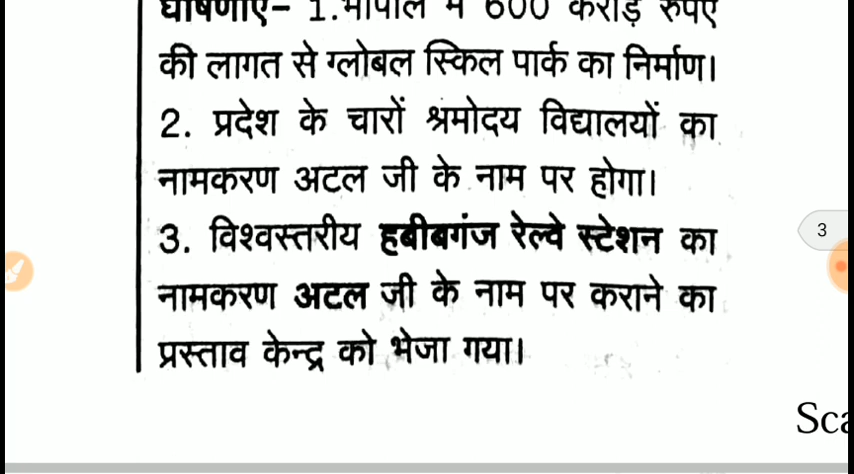 घोषणाएं– 1.भोपाल में 600 करोड़ रुपए
की लागत से ग्लोबल स्किल पार्क का निर्माण।
2. प्रदेश के चारों श्रमोदय विद्यालयों का
नामकरण अटल जी के नाम पर होगा।
3. विश्वस्तरीय हबीबगंज रेल्वे स्टेशन का
नामकरण अटल जी के नाम पर कराने का
प्रस्ताव केन्द्र को भेजा गया।
3